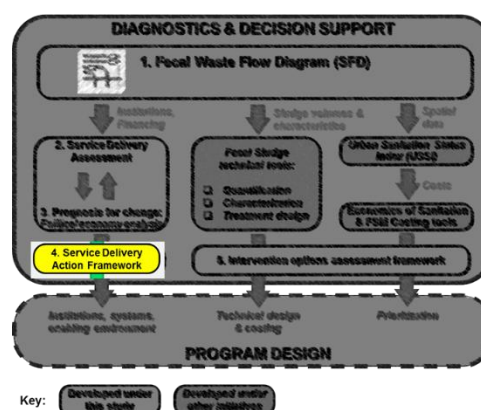 DIAGNOSTICS & DECISION SUPPORT
1. Fecal Waste Flow Diagram (SFD)
Institutions,
Financing
Sludge volumes &
characteristics
Spatial
data
2. Service Delivery
Assessment
3. Prognosis for change:
Political economy analysis
Fecal Sludge
technical tools:
Quantification
Characterization
Treatment design
Urban Sanitation Status
Index (USSI)
Costs
Economics of Sanitation
& FSM Costing tools
4. Service Delivery
Action Framework
5. Intervention options assessment framework
Institutions, systems,
enabling environment
Technical design
& costing
Prioritization
PROGRAM DESIGN
Key:
Developed under
this study
Developed under
other initiatives